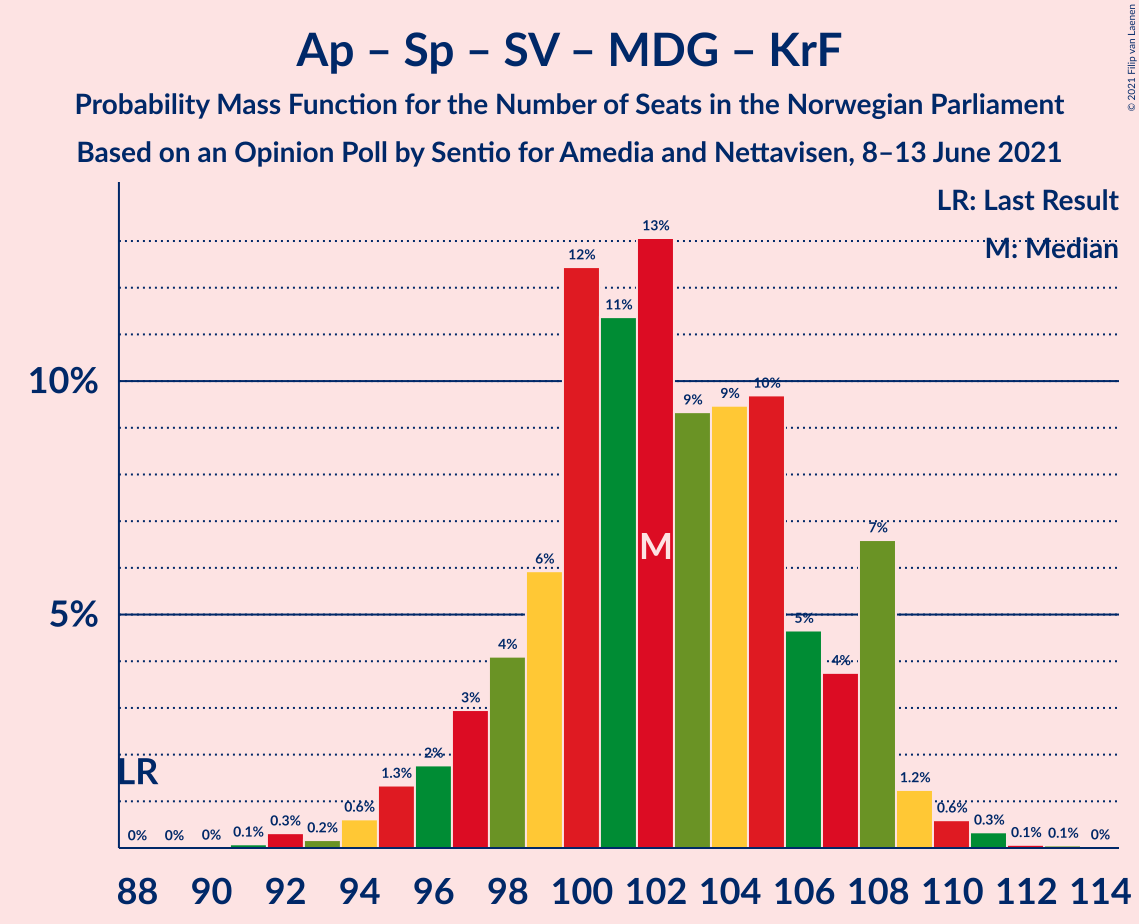 Ap – Sp – SV – MDG – KrF
Probability Mass Function for the Number of Seats in the Norwegian Parliament
Based on an Opinion Poll by Sentio for Amedia and Nettavisen, 8–13 June 2021
© 2021 Filip van Laenen
LR: Last Result
M: Median
10%
5%
LR
M
0% 0% 0% 0.1% 0.3% 0.2% 0.6% 1.3% 2% 3% 4% 6% 12% 11% 13% 9% 9% 10% 5% 4% 7% 1.2% 0.6% 0.3% 0.1% 0.1% 0%
88 90 92 94 96 98 100 102 104 106 108 110 112 114